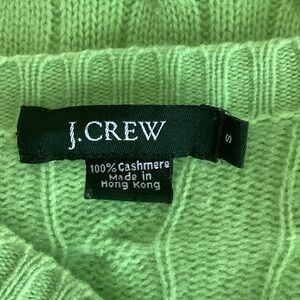 J.CREW
S
100% Cashmere
Made in
Hong Kong